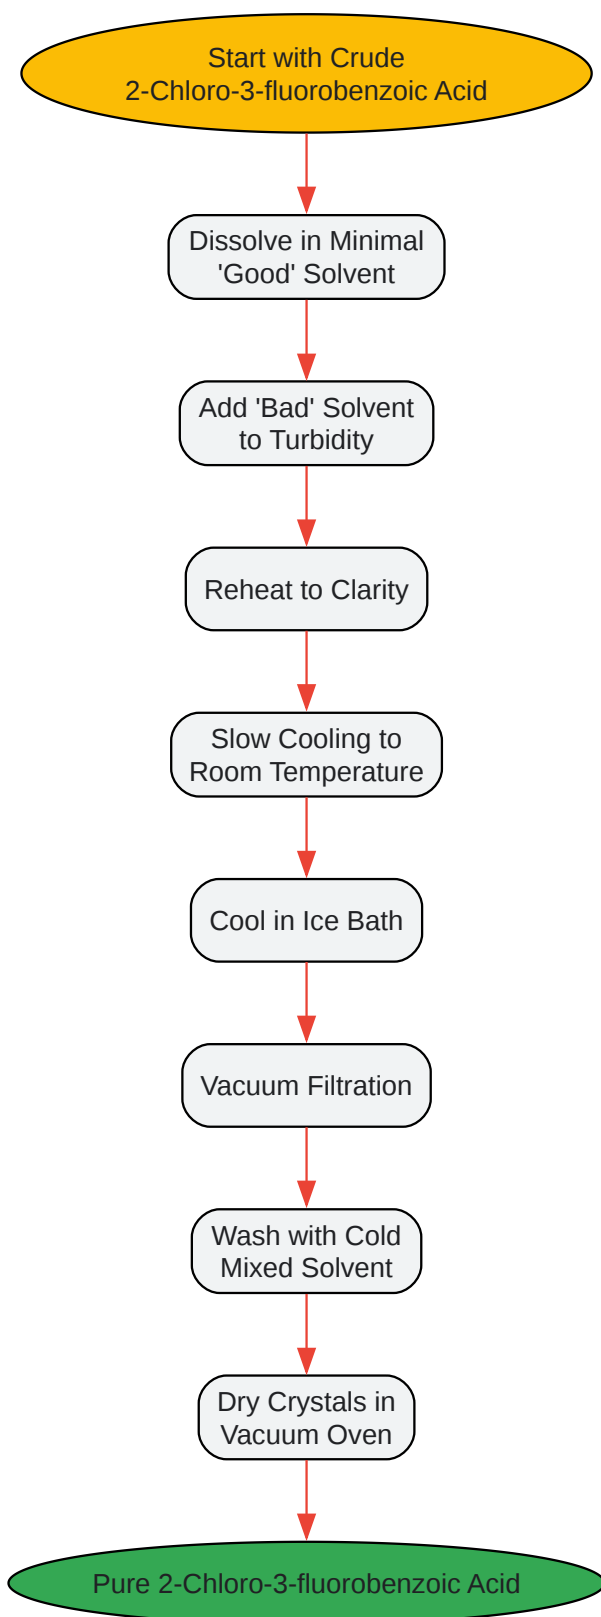 Start with Crude
2-Chloro-3-fluorobenzoic Acid
Dissolve in Minimal
'Good' Solvent
Add 'Bad' Solvent
to Turbidity
Reheat to Clarity
Slow Cooling to
Room Temperature
Cool in Ice Bath
Vacuum Filtration
Wash with Cold
Mixed Solvent
Dry Crystals in
Vacuum Oven
Pure 2-Chloro-3-fluorobenzoic Acid